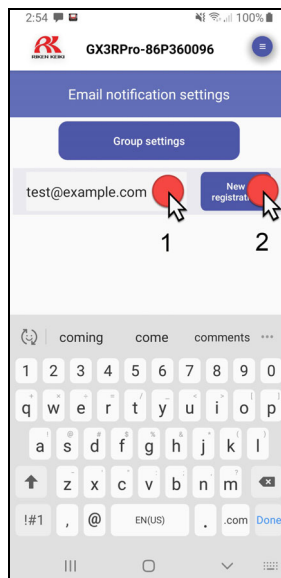 2:54 100%
RIKEN KEIKI
GX3RPro-86P360096
Email notification settings
Group settings
test@example.com
New
registrat
1 2
coming come comments
1 2 3 4 5 6 7 8 9 0
q w e r t y u i o p
a s d f g h j k l
z x c v b n m
!#1 , @ EN(US) . .com Done